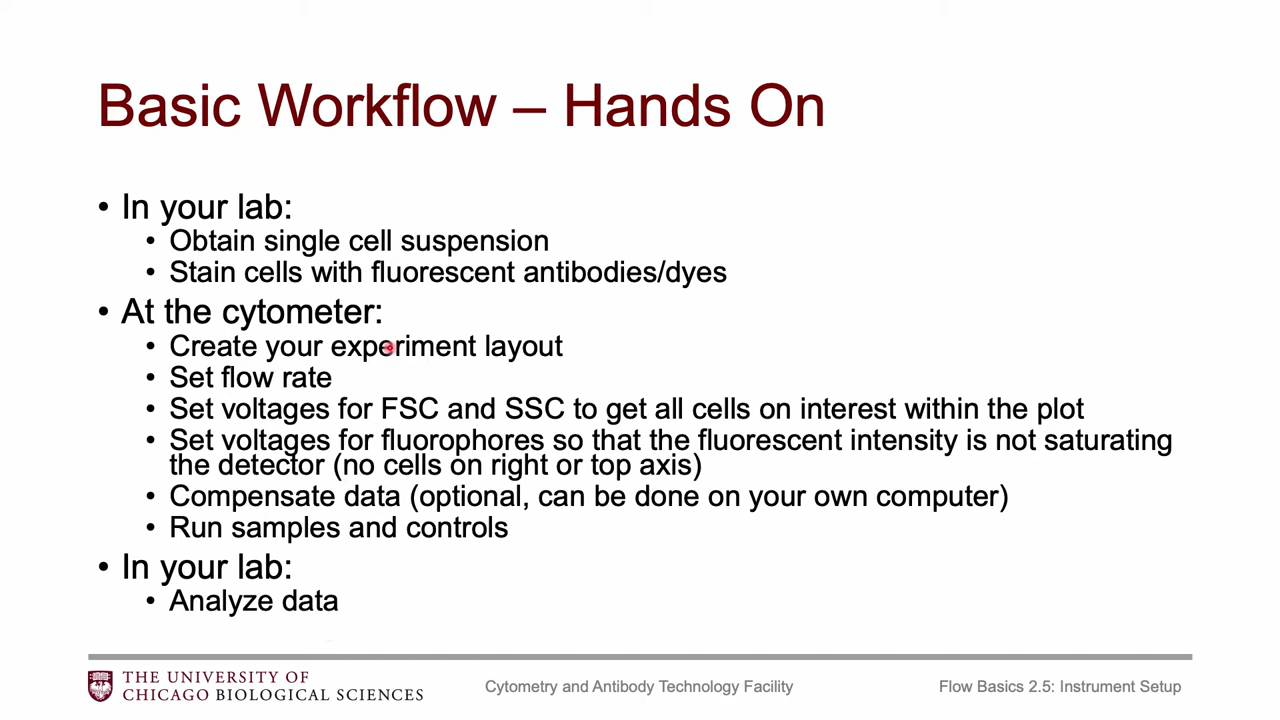 Basic Workflow – Hands On
• In your lab:
• Obtain single cell suspension
• Stain cells with fluorescent antibodies/dyes
• At the cytometer:
• Create your experiment layout
• Set flow rate
• Set voltages for FSC and SSC to get all cells on interest within the plot
• Set voltages for fluorophores so that the fluorescent intensity is not saturating
the detector (no cells on right or top axis)
• Compensate data (optional, can be done on your own computer)
• Run samples and controls
• In your lab:
• Analyze data
THE UNIVERSITY OF
CHICAGO BIOLOGICAL SCIENCES
Cytometry and Antibody Technology Facility
Flow Basics 2.5: Instrument Setup